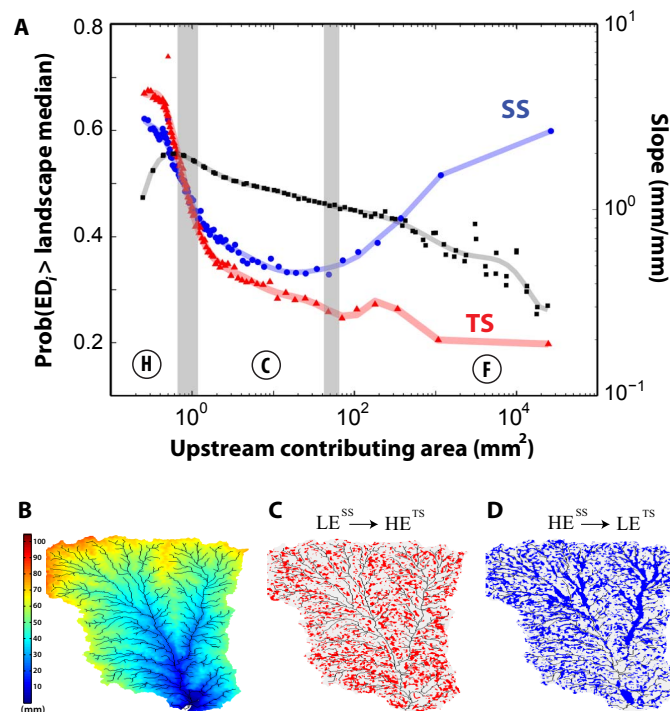 A
Prob(ED_i > landscape median)
0.8
0.6
0.4
0.2
SS
TS
H
C
F
10^1
10^0
10^-1
Slope (mm/mm)
10^0
10^2
10^4
Upstream contributing area (mm^2)
B
100
90
80
70
60
50
40
30
20
10
(mm)
C
LE^SS → HE^TS
D
HE^SS → LE^TS